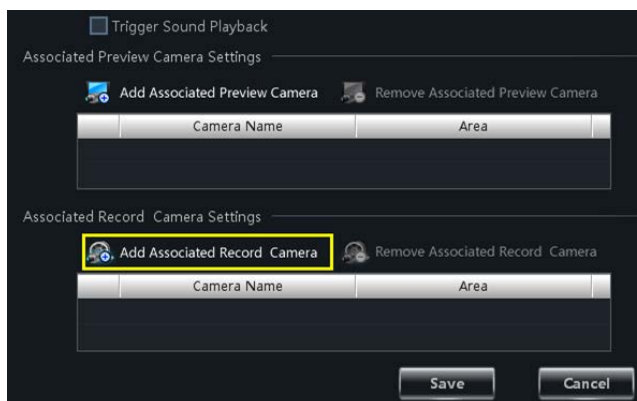 Trigger Sound Playback
Associated Preview Camera Settings
Add Associated Preview Camera Remove Associated Preview Camera
Camera Name Area
Associated Record Camera Settings
Add Associated Record Camera Remove Associated Record Camera
Camera Name Area
Save Cancel